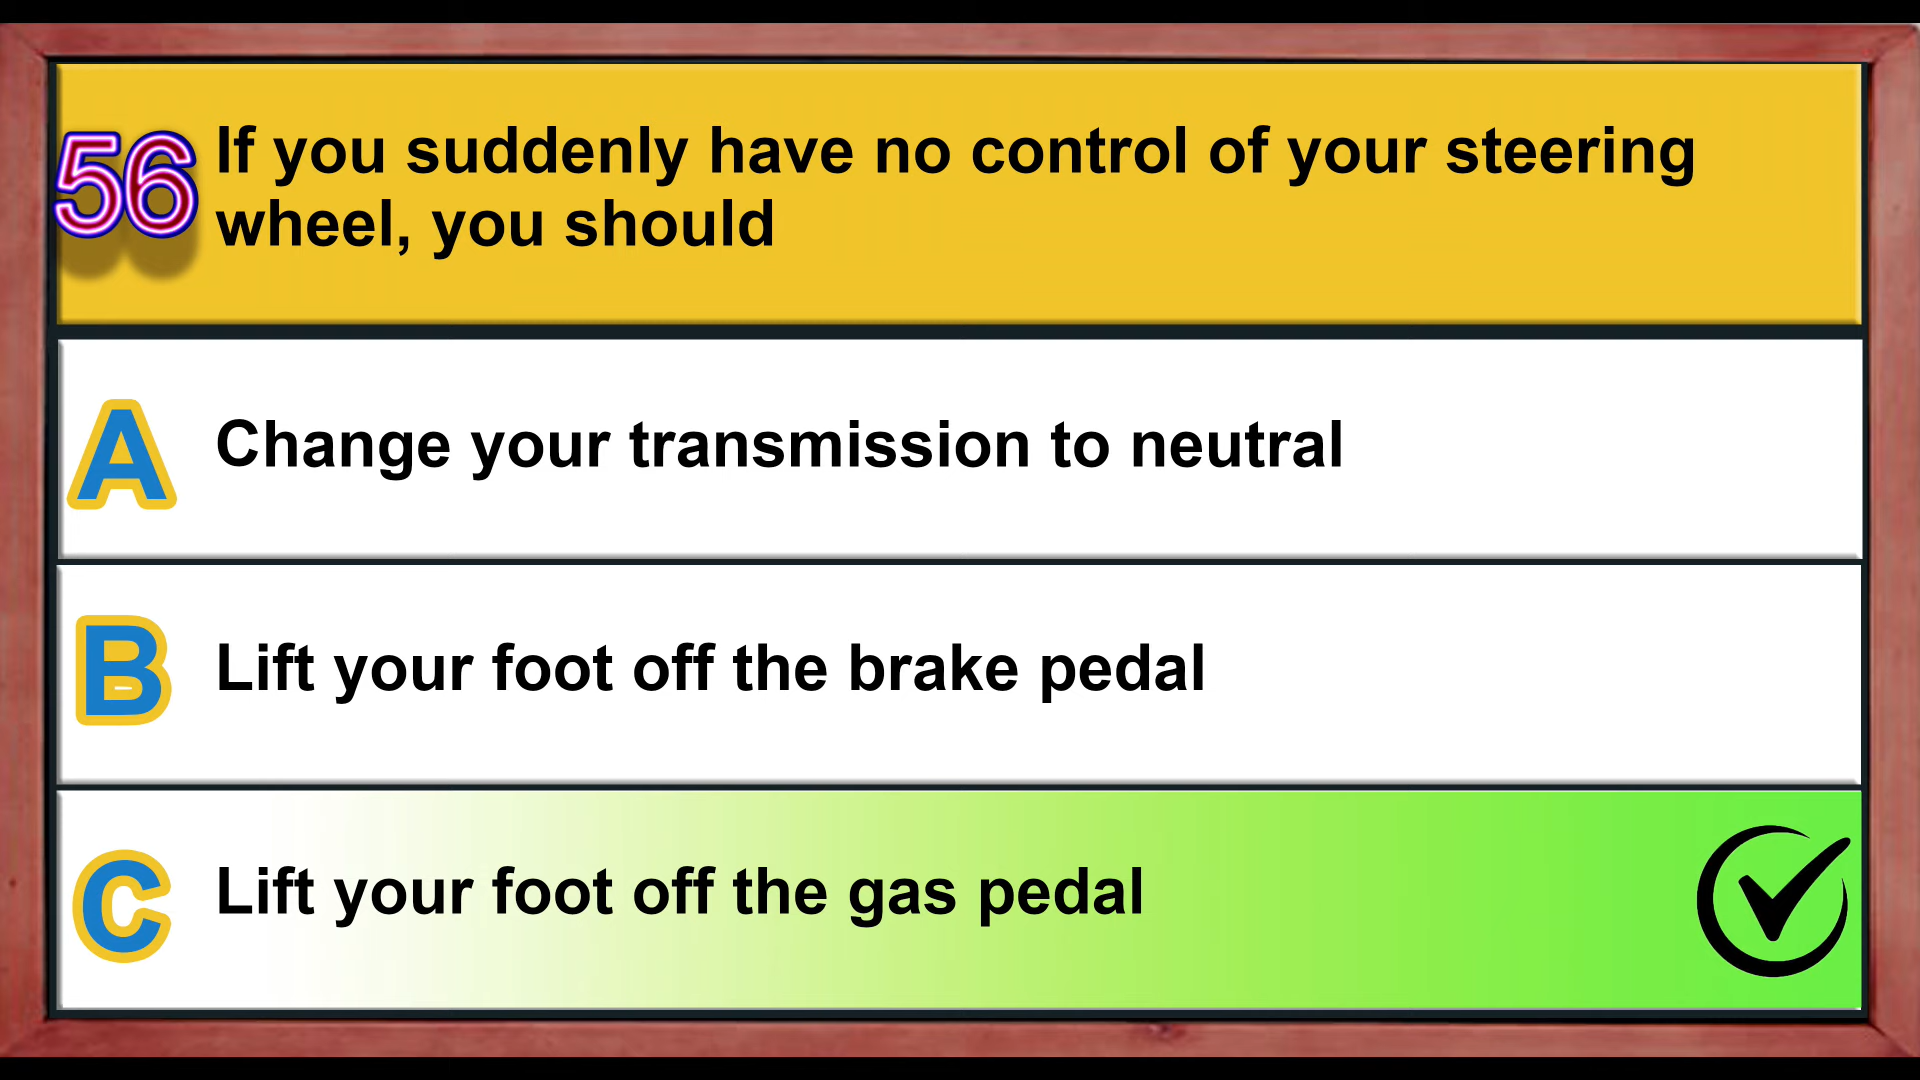 56 If you suddenly have no control of your steering
wheel, you should
A Change your transmission to neutral
B Lift your foot off the brake pedal
C Lift your foot off the gas pedal